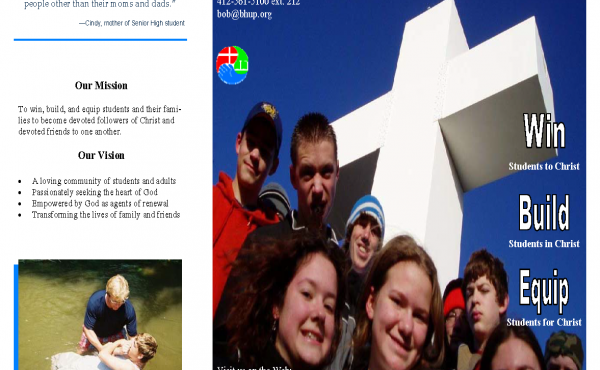 people other than their moms and dads."
—Cindy, mother of Senior High student
Our Mission
To win, build, and equip students and their fami-
lies to become devoted followers of Christ and
devoted friends to one another.
Our Vision
• A loving community of students and adults
• Passionately seeking the heart of God
• Empowered by God as agents of renewal
• Transforming the lives of family and friends
412-561-5100 ext. 212
bob@bhup.org
Win
Students to Christ
Build
Students in Christ
Equip
Students for Christ
Visit us on the Web: